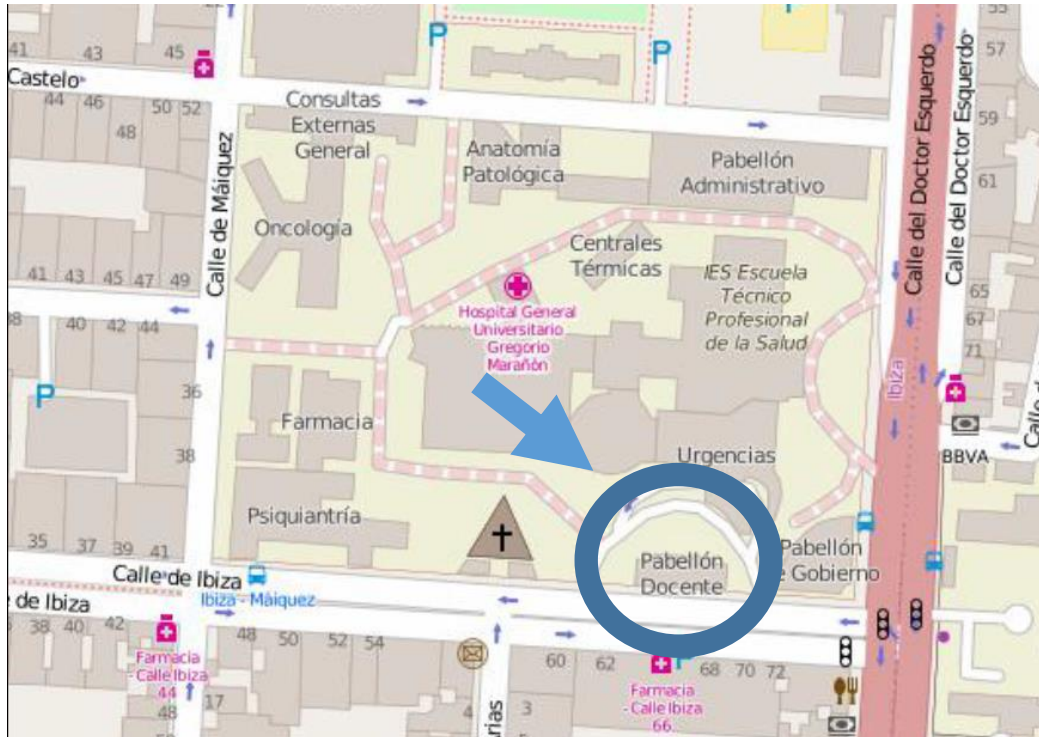 41
43
45
55
57
Castelo
44
46
50
52
48
Consultas
Externas
General
P
P
Anatomía
Patológica
Pabellón
Administrativo
59
61
Calle de Máiquez
Oncología
Calle del Doctor Esquerdo
Calle del Doctor Esquerdo
Centrales
Térmicas
IES Escuela
Técnico
Profesional
de la Salud
Hospital General
Universitario
Gregorio
Marañón
41
43
45
47
49
40
42
44
65
67
71
P
36
38
Ibiza
Farmacia
BBVA
Urgencias
Psiquiantría
35
37
39
41
Pabellón
Docente
Pabellón
Gobierno
Calle de Ibiza
Ibiza - Máiquez
de Ibiza
38
40
42
48
50
52
54
60
62
P
68
70
72
Farmacia
- Calle Ibiza
44
48
17
Farmacia
- Calle Ibiza
66
3